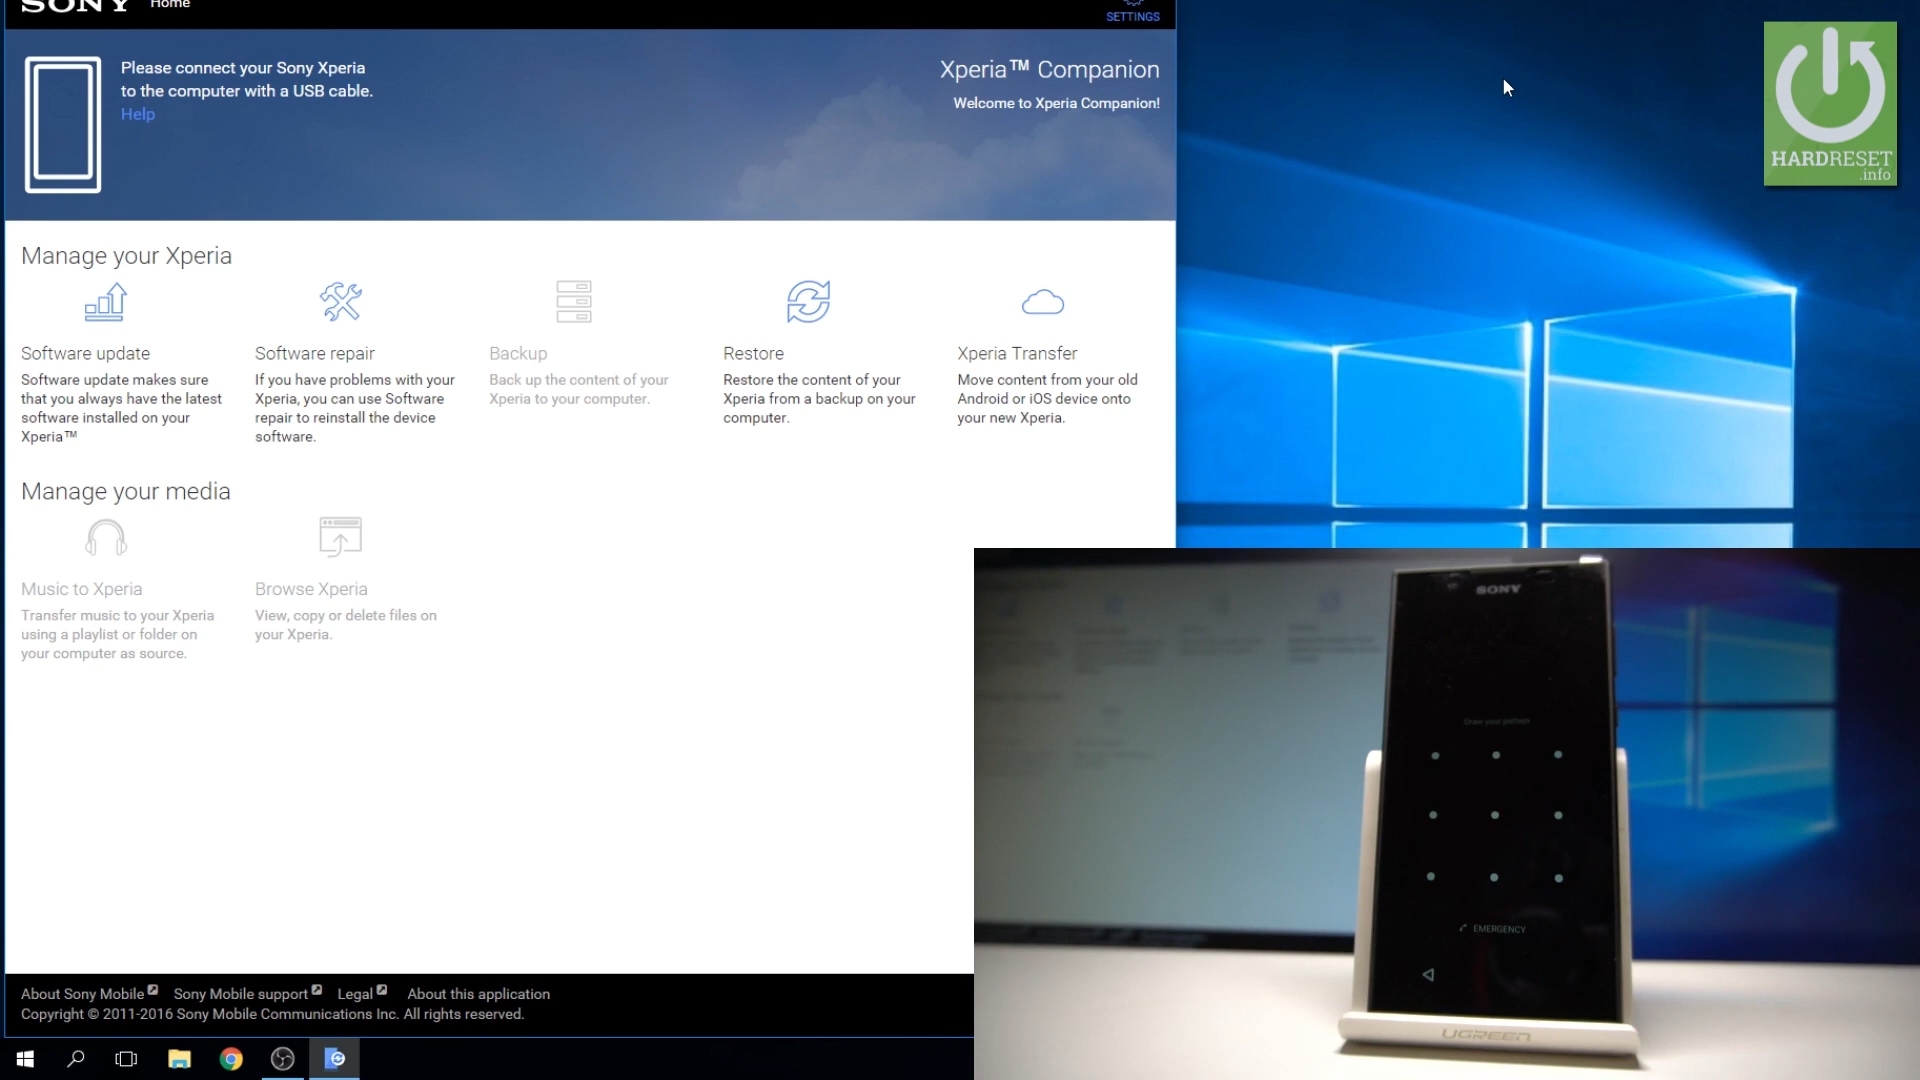 SONY Home
SETTINGS
Please connect your Sony Xperia
to the computer with a USB cable.
Help
Xperia™ Companion
Welcome to Xperia Companion!
HARDRESET
.info
Manage your Xperia
Software update
Software update makes sure
that you always have the latest
software installed on your
Xperia™
Software repair
If you have problems with your
Xperia, you can use Software
repair to reinstall the device
software.
Backup
Back up the content of your
Xperia to your computer.
Restore
Restore the content of your
Xperia from a backup on your
computer.
Xperia Transfer
Move content from your old
Android or iOS device onto
your new Xperia.
Manage your media
Music to Xperia
Transfer music to your Xperia
using a playlist or folder on
your computer as source.
Browse Xperia
View, copy or delete files on
your Xperia.
SONY
Draw your pattern
EMERGENCY
UGREEN
About Sony Mobile Sony Mobile support Legal About this application
Copyright © 2011-2016 Sony Mobile Communications Inc. All rights reserved.